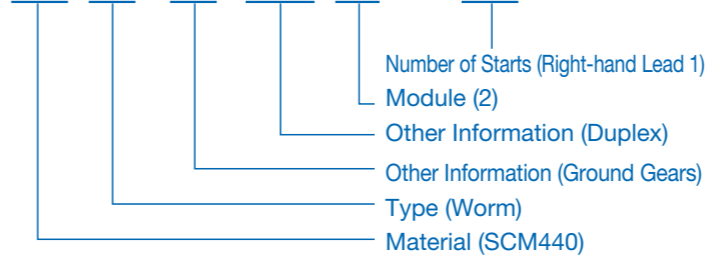 Number of Starts (Right-hand Lead 1)
Module (2)
Other Information (Duplex)
Other Information (Ground Gears)
Type (Worm)
Material (SCM440)